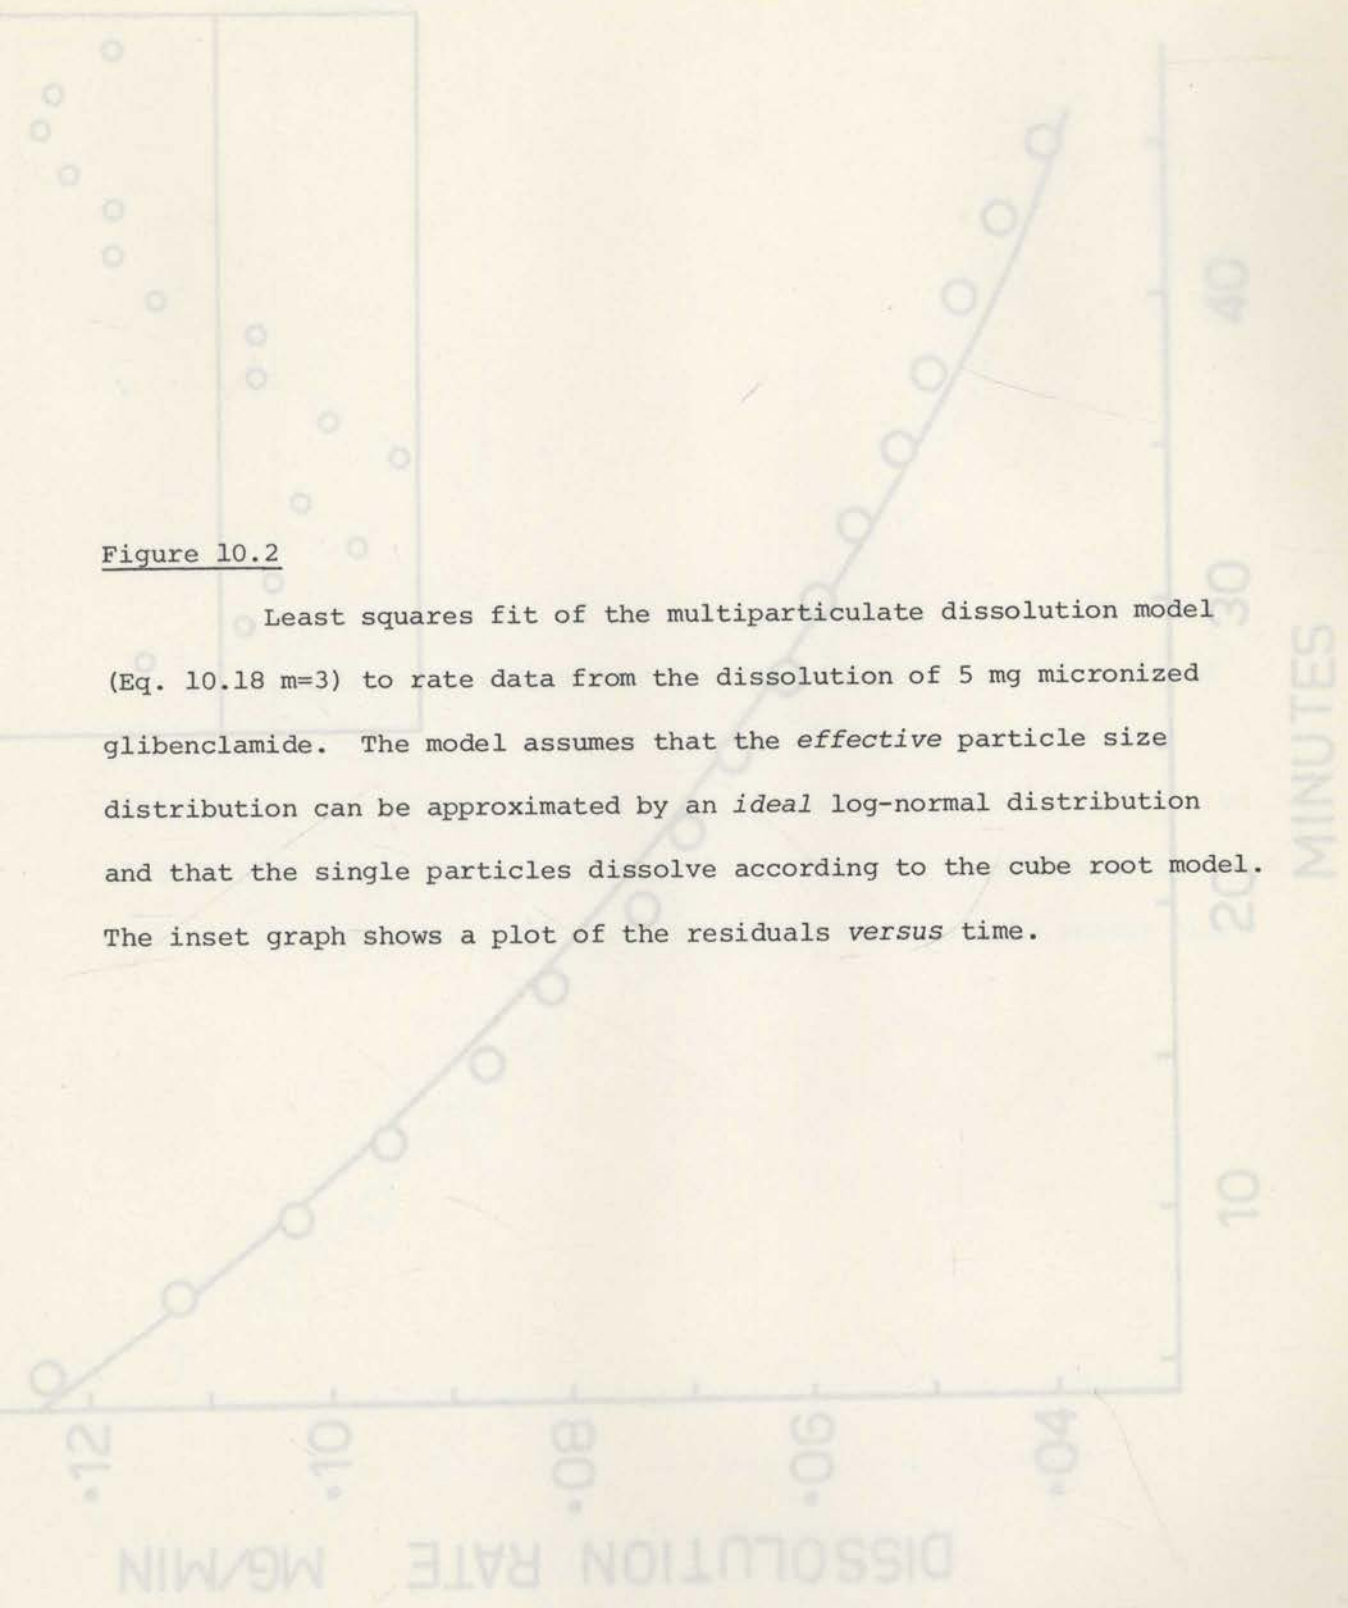 Figure 10.2
Least squares fit of the multiparticulate dissolution model
(Eq. 10.18 m=3) to rate data from the dissolution of 5 mg micronized
glibenclamide. The model assumes that the effective particle size
distribution can be approximated by an ideal log-normal distribution
and that the single particles dissolve according to the cube root model.
The inset graph shows a plot of the residuals versus time.
40
30
20
10
MINUTES
.12
.10
.08
.06
.04
DISSOLUTION RATE MG/MIN